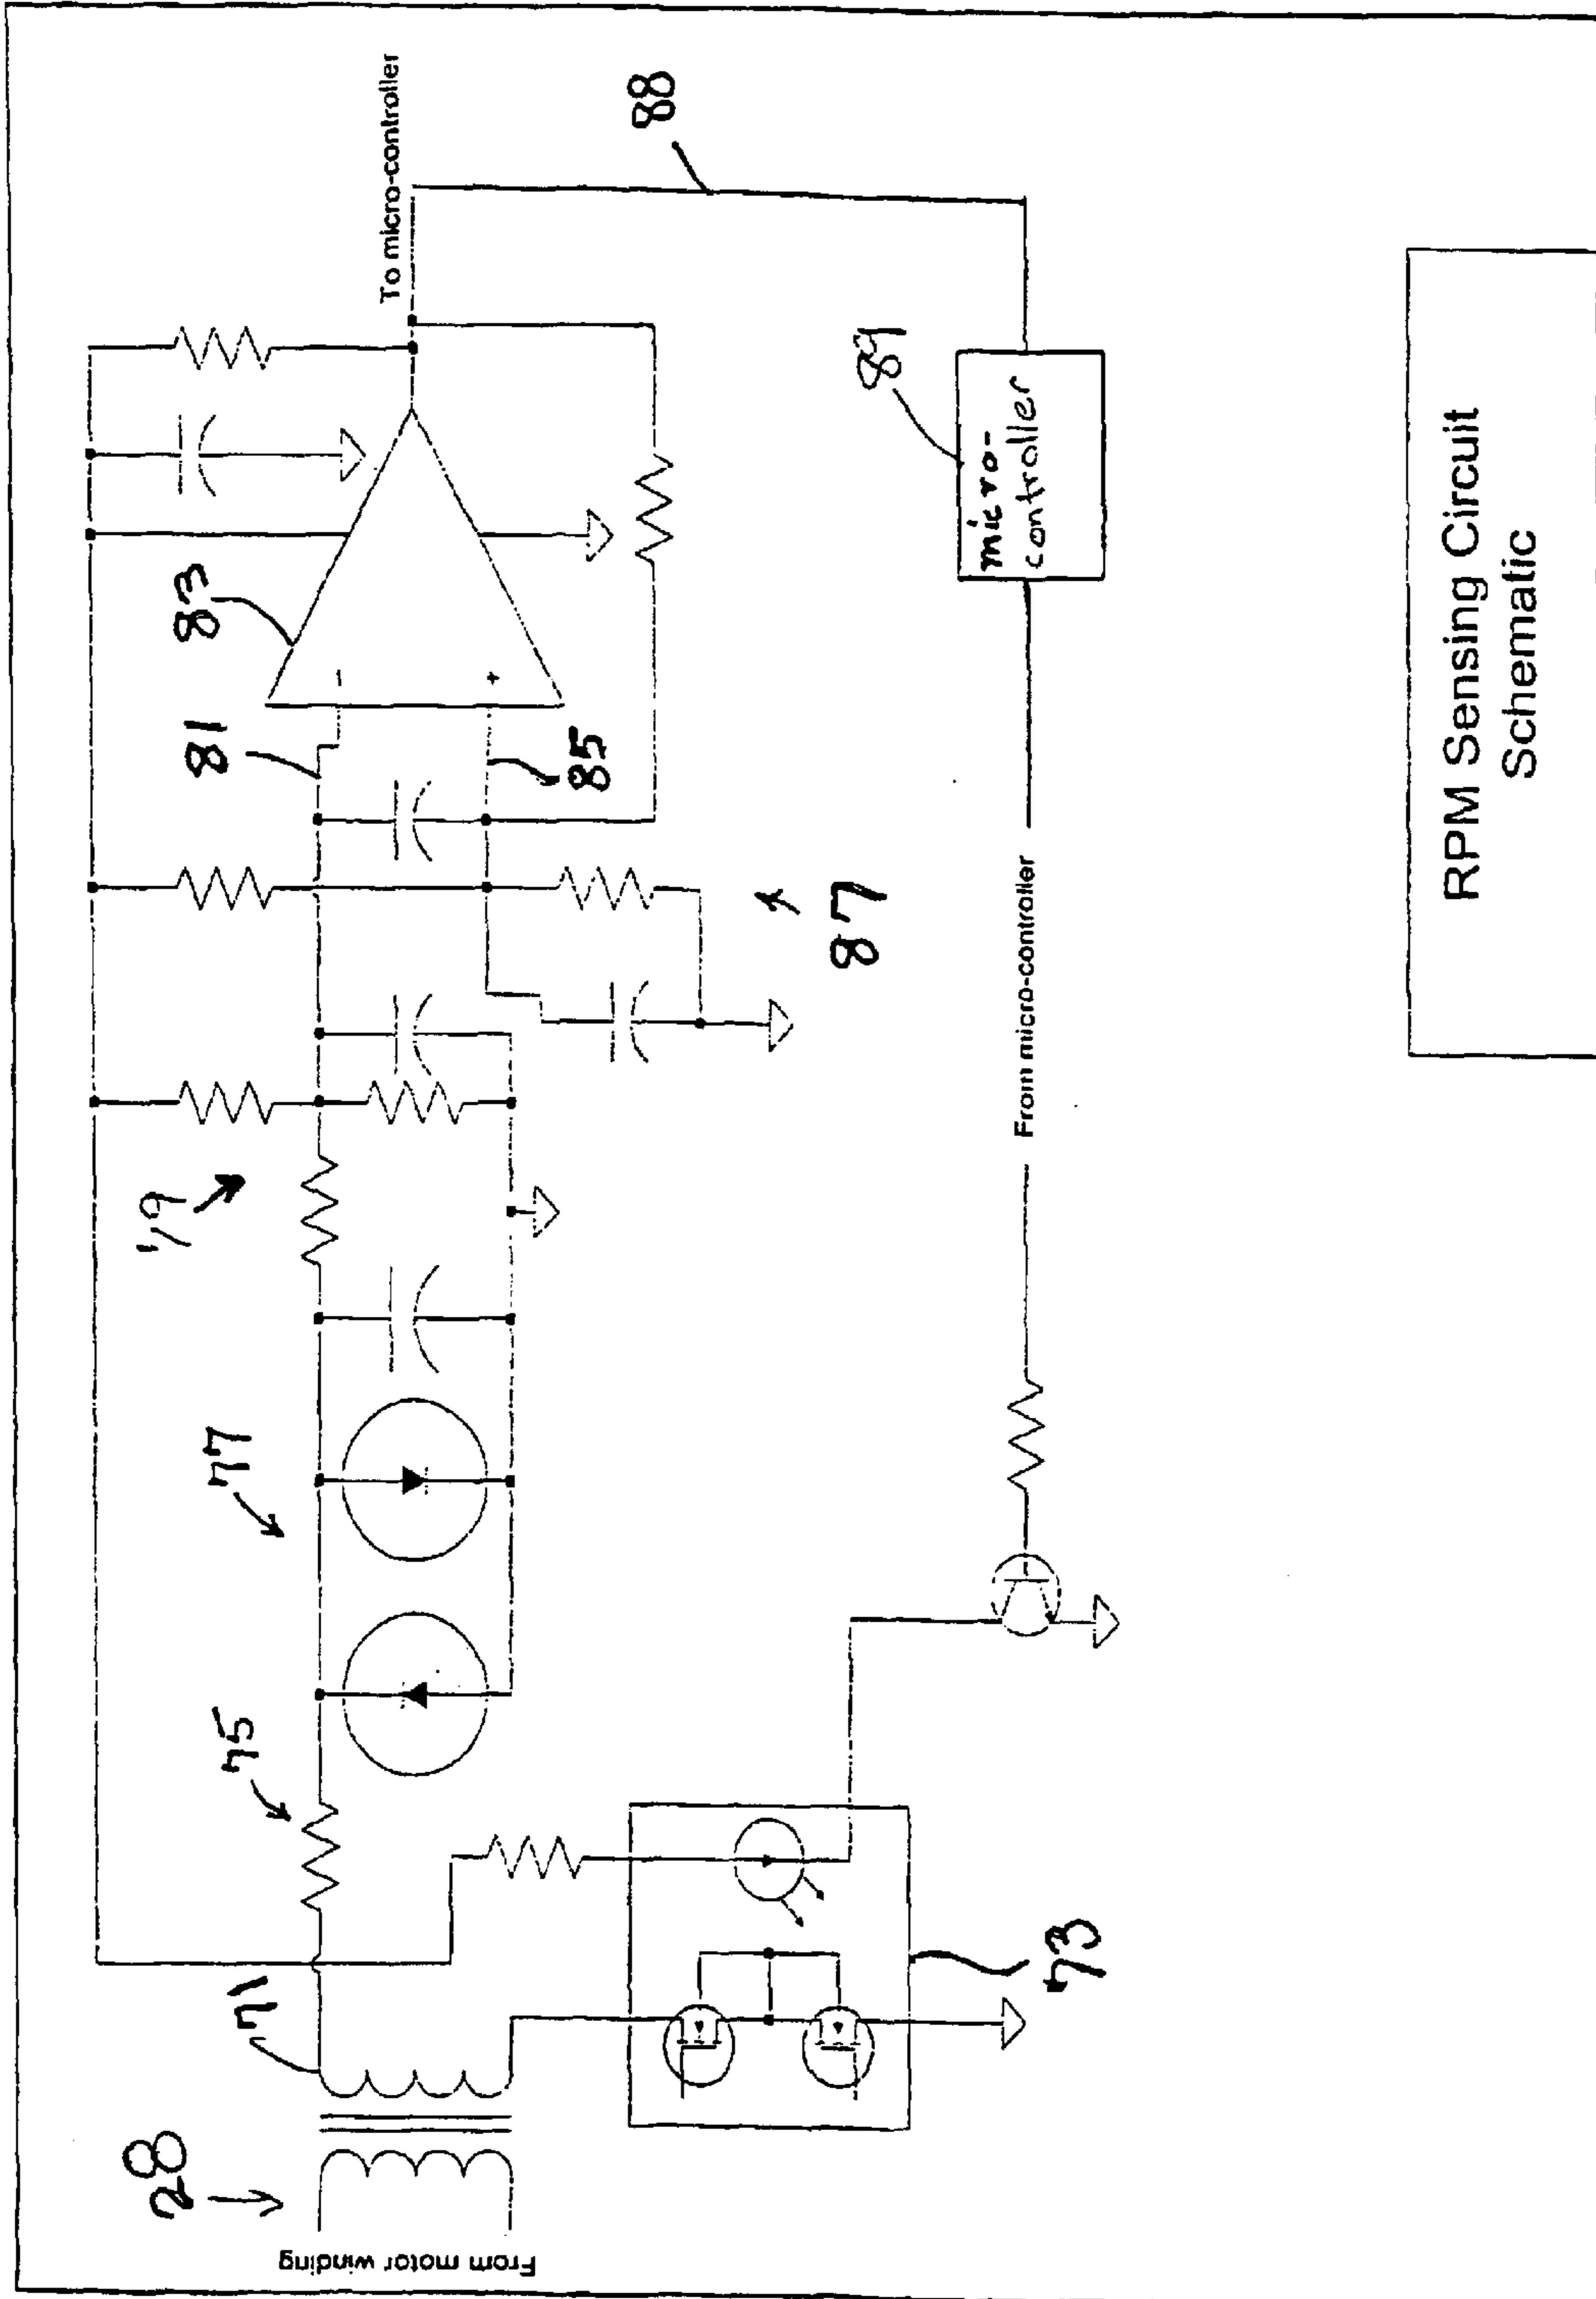 28
From motor winding
71
73
75
77
79
81
83
85
87
To micro-controller
88
89
micro-
controller
From micro-controller
RPM Sensing Circuit
Schematic